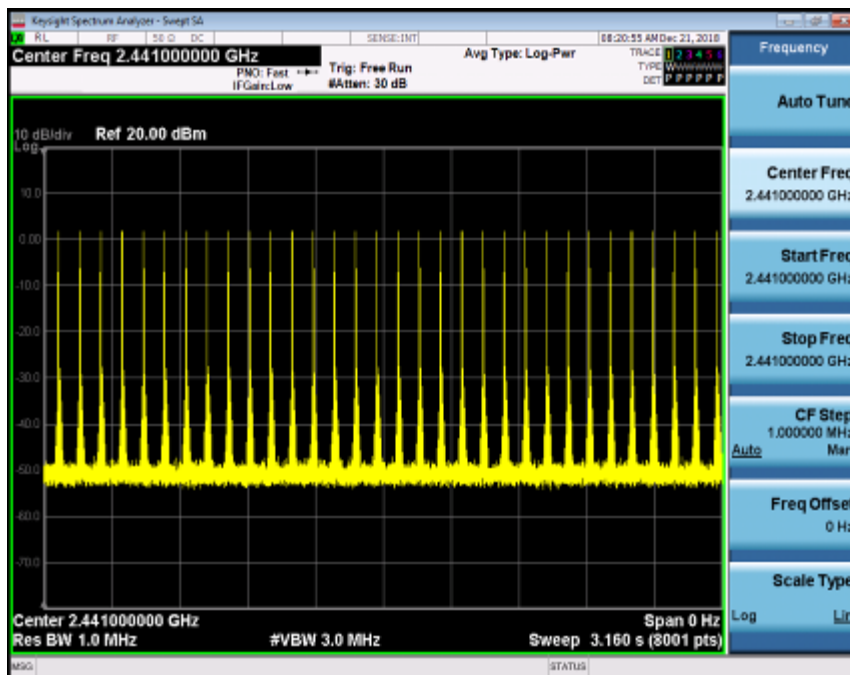 Keysight Spectrum Analyzer - Swept SA
RL RF 50 Ω DC SENSE:INT 08:20:55 AM Dec 21, 2018
Center Freq 2.441000000 GHz
Avg Type: Log-Pwr
TRACE 1 2 3 4 5 6
PNO: Fast Trig: Free Run
TYPE WWWWWW
IFGain:Low #Atten: 30 dB
DET P P P P P P
10 dB/div Ref 20.00 dBm
Log
10.0
0.00
-10.0
-20.0
-30.0
-40.0
-50.0
-60.0
-70.0
Center 2.441000000 GHz Span 0 Hz
Res BW 1.0 MHz #VBW 3.0 MHz Sweep 3.160 s (8001 pts)
MSG STATUS
Frequency
Auto Tune
Center Freq
2.441000000 GHz
Start Freq
2.441000000 GHz
Stop Freq
2.441000000 GHz
CF Step
1.000000 MHz
Auto Man
Freq Offset
0 Hz
Scale Type
Log Lin